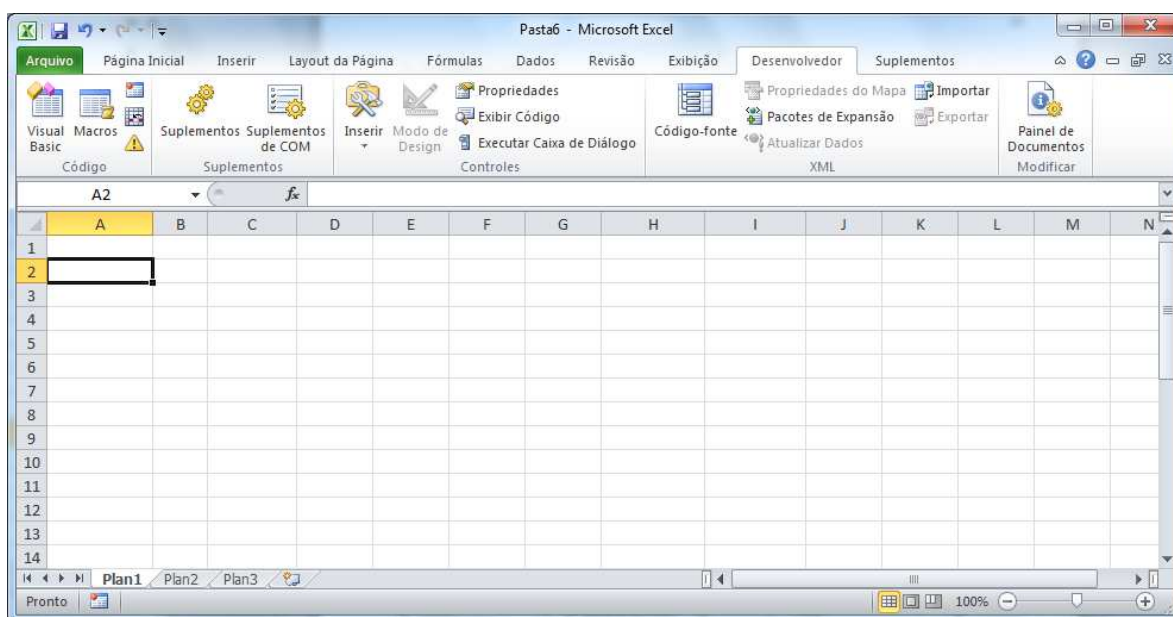 Pasta6 - Microsoft Excel
Arquivo Página Inicial Inserir Layout da Página Fórmulas Dados Revisão Exibição Desenvolvedor Suplementos
Visual Basic
Macros
Código
Suplementos
Suplementos de COM
Suplementos
Inserir
Modo de Design
Propriedades
Exibir Código
Executar Caixa de Diálogo
Controles
Código-fonte
Propriedades do Mapa
Pacotes de Expansão
Atualizar Dados
Importar
Exportar
XML
Painel de Documentos
Modificar
A2 fx
A B C D E F G H I J K L M N
1
2
3
4
5
6
7
8
9
10
11
12
13
14
Plan1 Plan2 Plan3
Pronto 100%